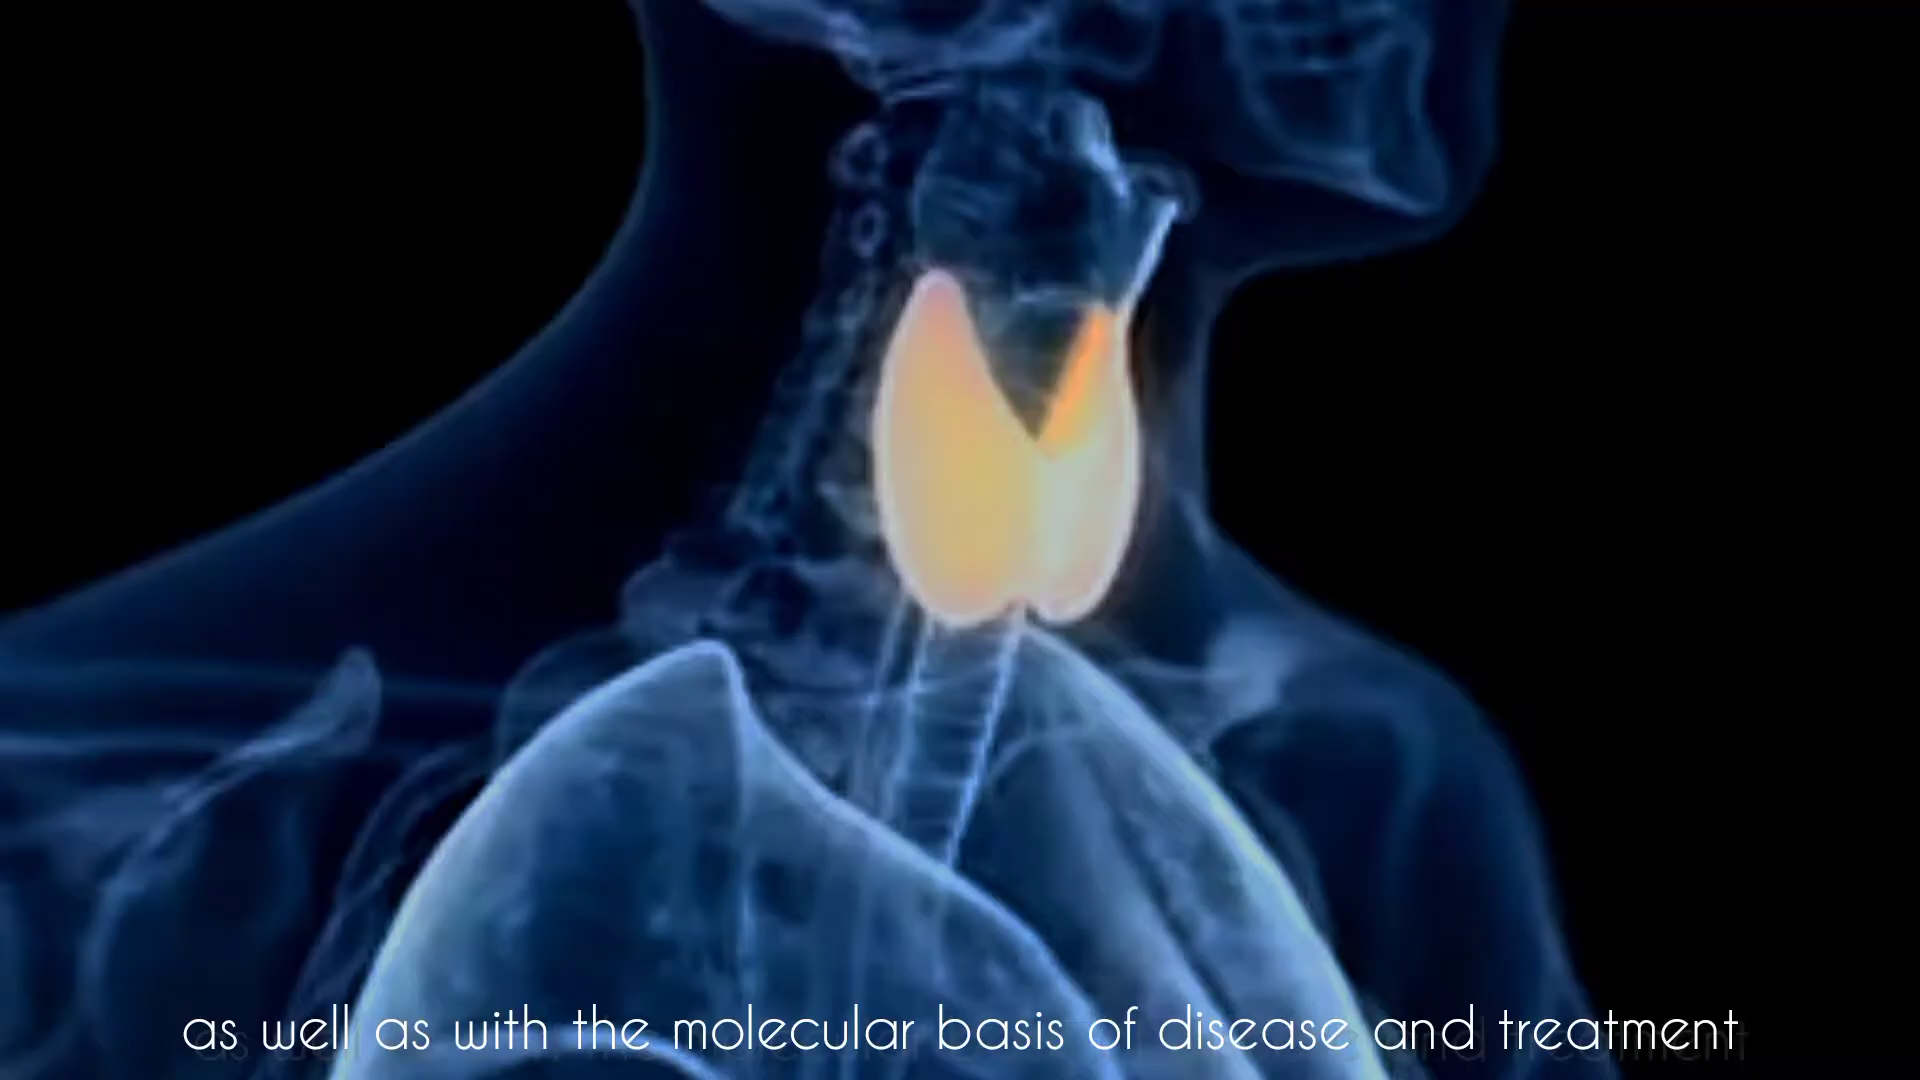 as well as with the molecular basis of disease and treatment